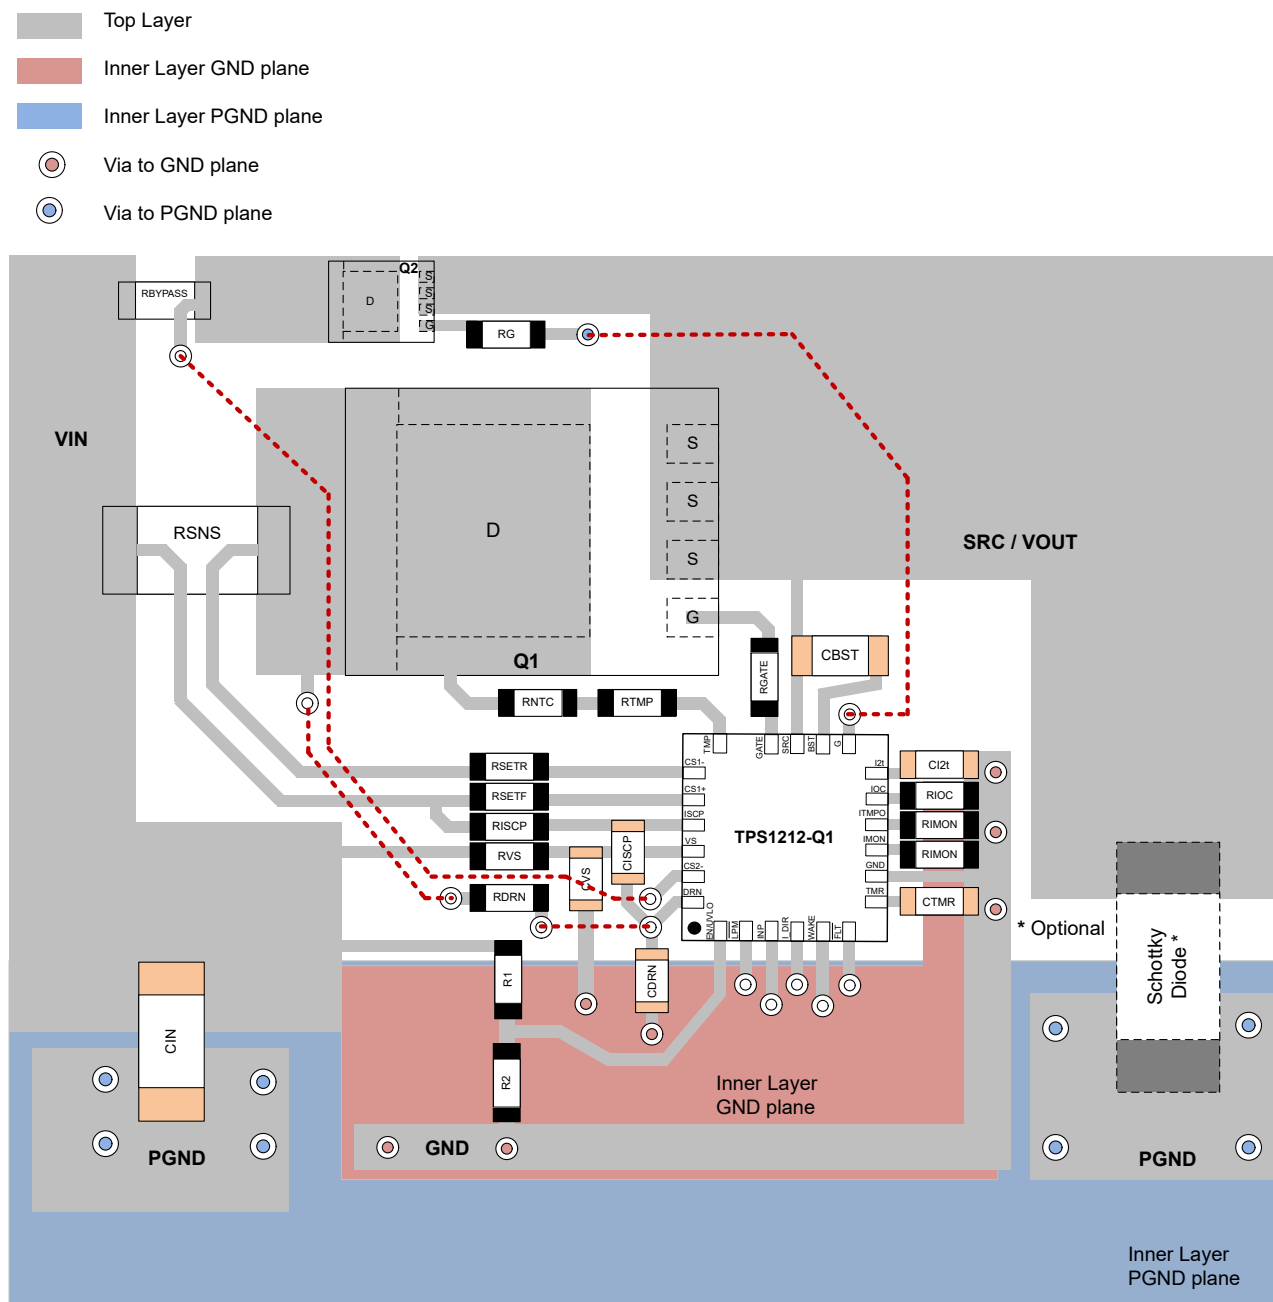 Top Layer
Inner Layer GND plane
Inner Layer PGND plane
Via to GND plane
Via to PGND plane
Q2
RBYPASS
D
S
S
S
G
RG
VIN
S
S
S
G
D
Q1
RSNS
SRC / VOUT
CBST
RGATE
RNTC
RTMP
TMP
GATE
SRC
BST
G
RSETR
RSETF
RISCP
RVS
RDRN
CVS
CISCP
CS1-
CS1+
ISCP
VS
CS2-
DRN
TPS1212-Q1
I2t
IOC
ITMPO
IMON
GND
TMR
CI2t
RIOC
RIMON
RIMON
CTMR
EN/UVLO
LPM
INP
I_DIR
WAKE
FLT
* Optional
Schottky
Diode *
R1
CDRN
CIN
R2
Inner Layer
GND plane
GND
PGND
PGND
Inner Layer
PGND plane